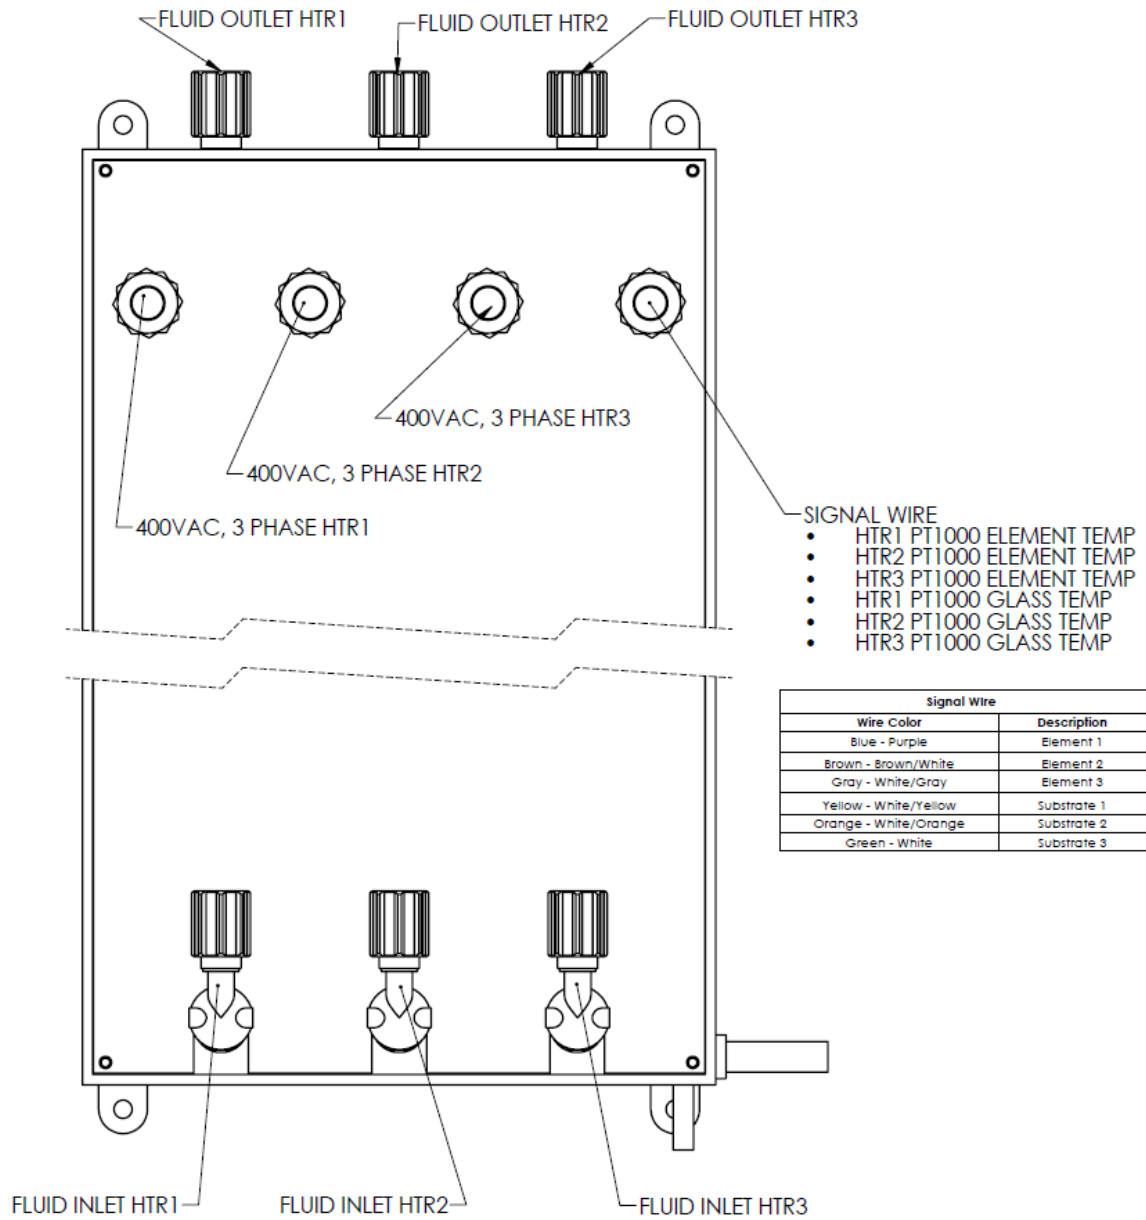 FLUID OUTLET HTR1
FLUID OUTLET HTR2
FLUID OUTLET HTR3
400VAC, 3 PHASE HTR3
400VAC, 3 PHASE HTR2
400VAC, 3 PHASE HTR1
SIGNAL WIRE
• HTR1 PT1000 ELEMENT TEMP
• HTR2 PT1000 ELEMENT TEMP
• HTR3 PT1000 ELEMENT TEMP
• HTR1 PT1000 GLASS TEMP
• HTR2 PT1000 GLASS TEMP
• HTR3 PT1000 GLASS TEMP
Signal Wire
Wire Color Description
Blue - Purple Element 1
Brown - Brown/White Element 2
Gray - White/Gray Element 3
Yellow - White/Yellow Substrate 1
Orange - White/Orange Substrate 2
Green - White Substrate 3
FLUID INLET HTR1
FLUID INLET HTR2
FLUID INLET HTR3